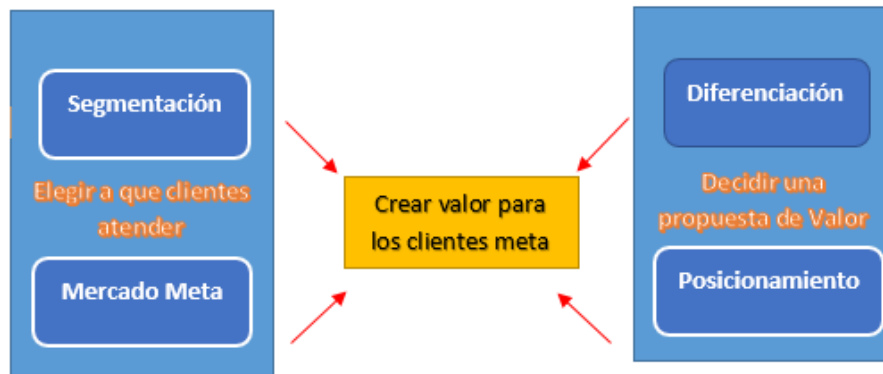 Segmentación
Elegir a que clientes
atender
Mercado Meta
Crear valor para
los clientes meta
Diferenciación
Decidir una
propuesta de Valor
Posicionamiento